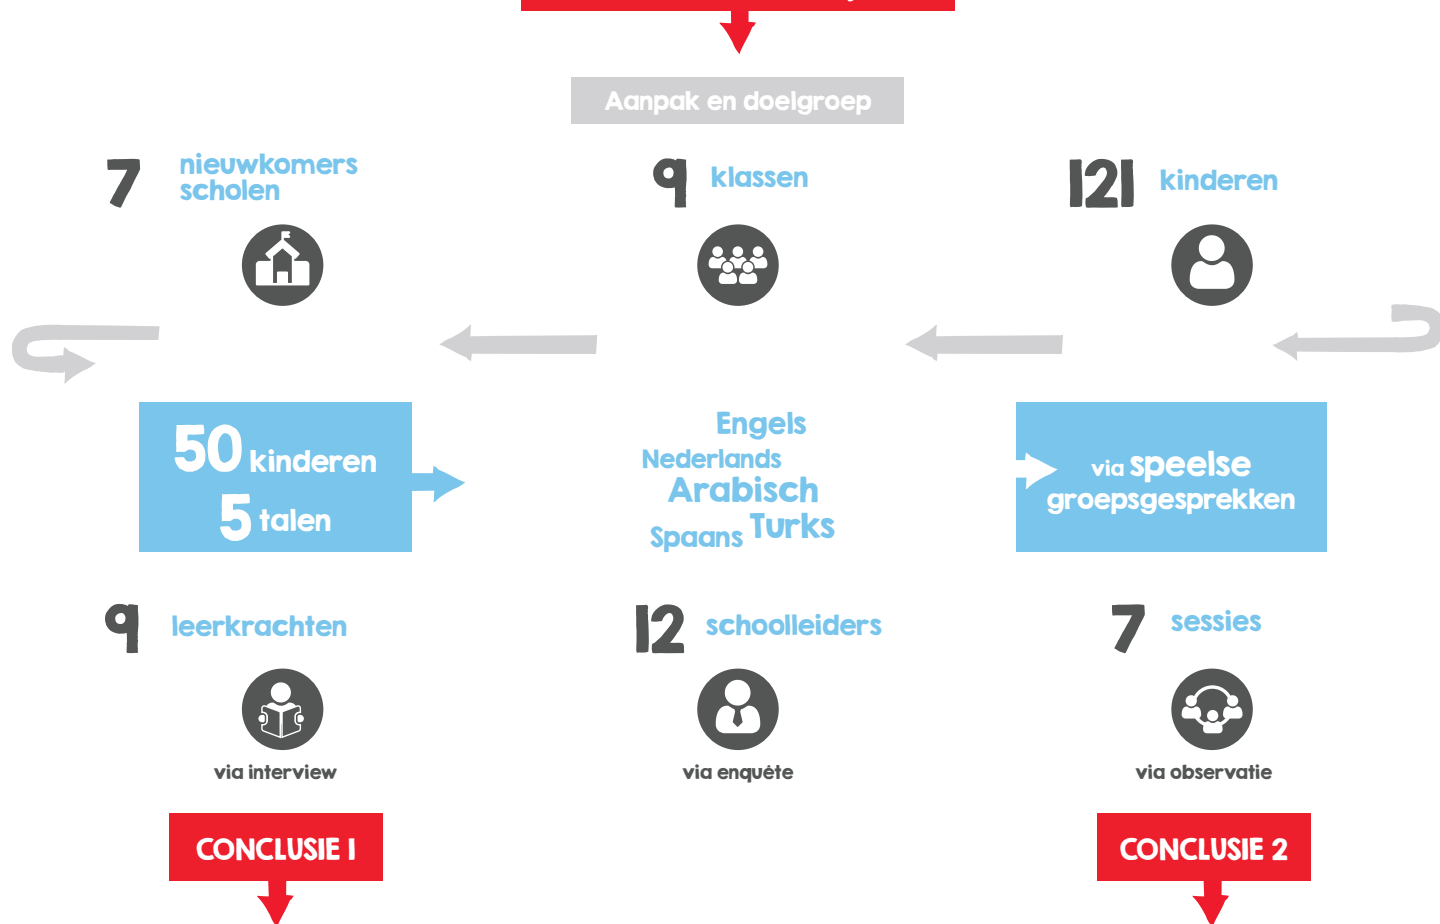 Aanpak en doelgroep
7 nieuwkomers
scholen
9 klassen
121 kinderen
50 kinderen
5 talen
Engels
Nederlands
Arabisch
Spaans Turks
via speelse
groepsgesprekken
9 leerkrachten
via interview
12 schoolleiders
via enquête
7 sessies
via observatie
CONCLUSIE 1
CONCLUSIE 2